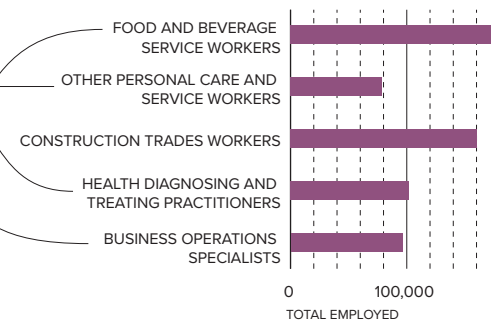 FOOD AND BEVERAGE
SERVICE WORKERS
OTHER PERSONAL CARE AND
SERVICE WORKERS
CONSTRUCTION TRADES WORKERS
HEALTH DIAGNOSING AND
TREATING PRACTITIONERS
BUSINESS OPERATIONS
SPECIALISTS
0 100,000
TOTAL EMPLOYED